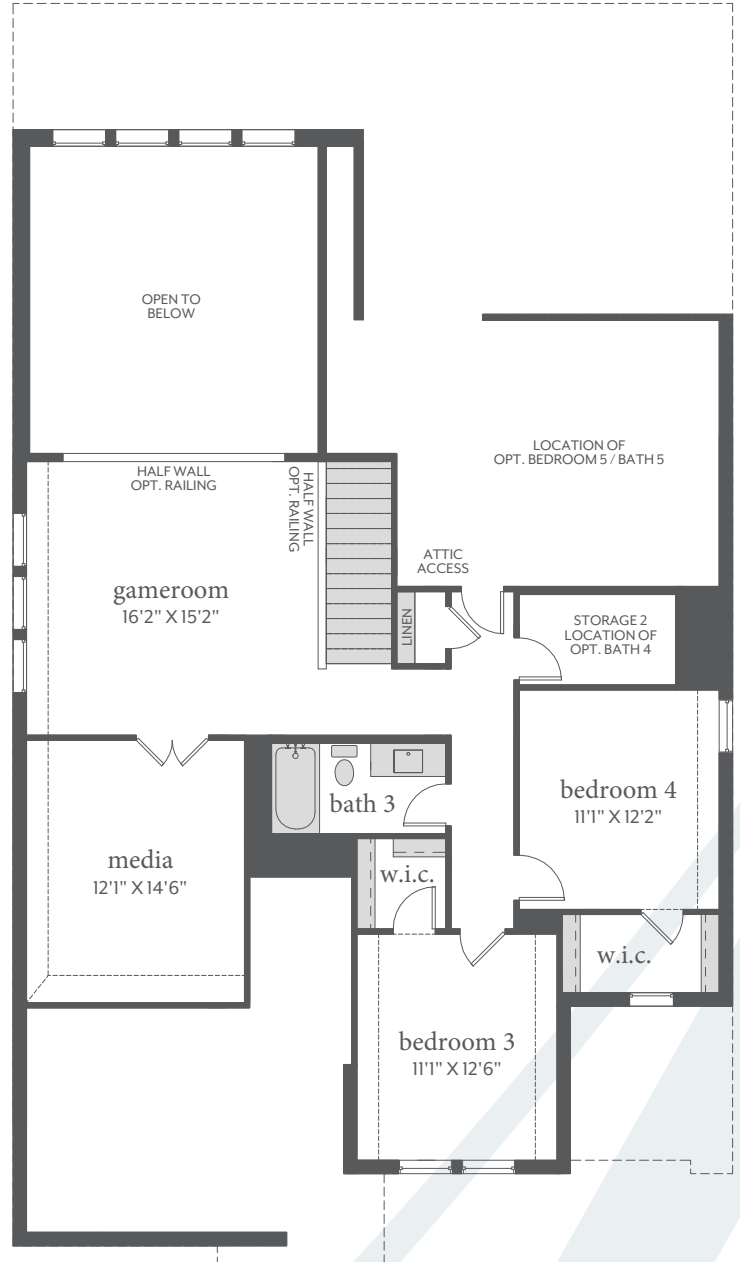 OPEN TO
BELOW
LOCATION OF
OPT. BEDROOM 5 / BATH 5
HALF WALL
OPT. RAILING
HALF WALL
OPT. RAILING
ATTIC
ACCESS
gameroom
16'2" X 15'2"
LINEN
STORAGE 2
LOCATION OF
OPT. BATH 4
bedroom 4
11'1" X 12'2"
bath 3
media
12'1" X 14'6"
w.i.c.
w.i.c.
bedroom 3
11'1" X 12'6"